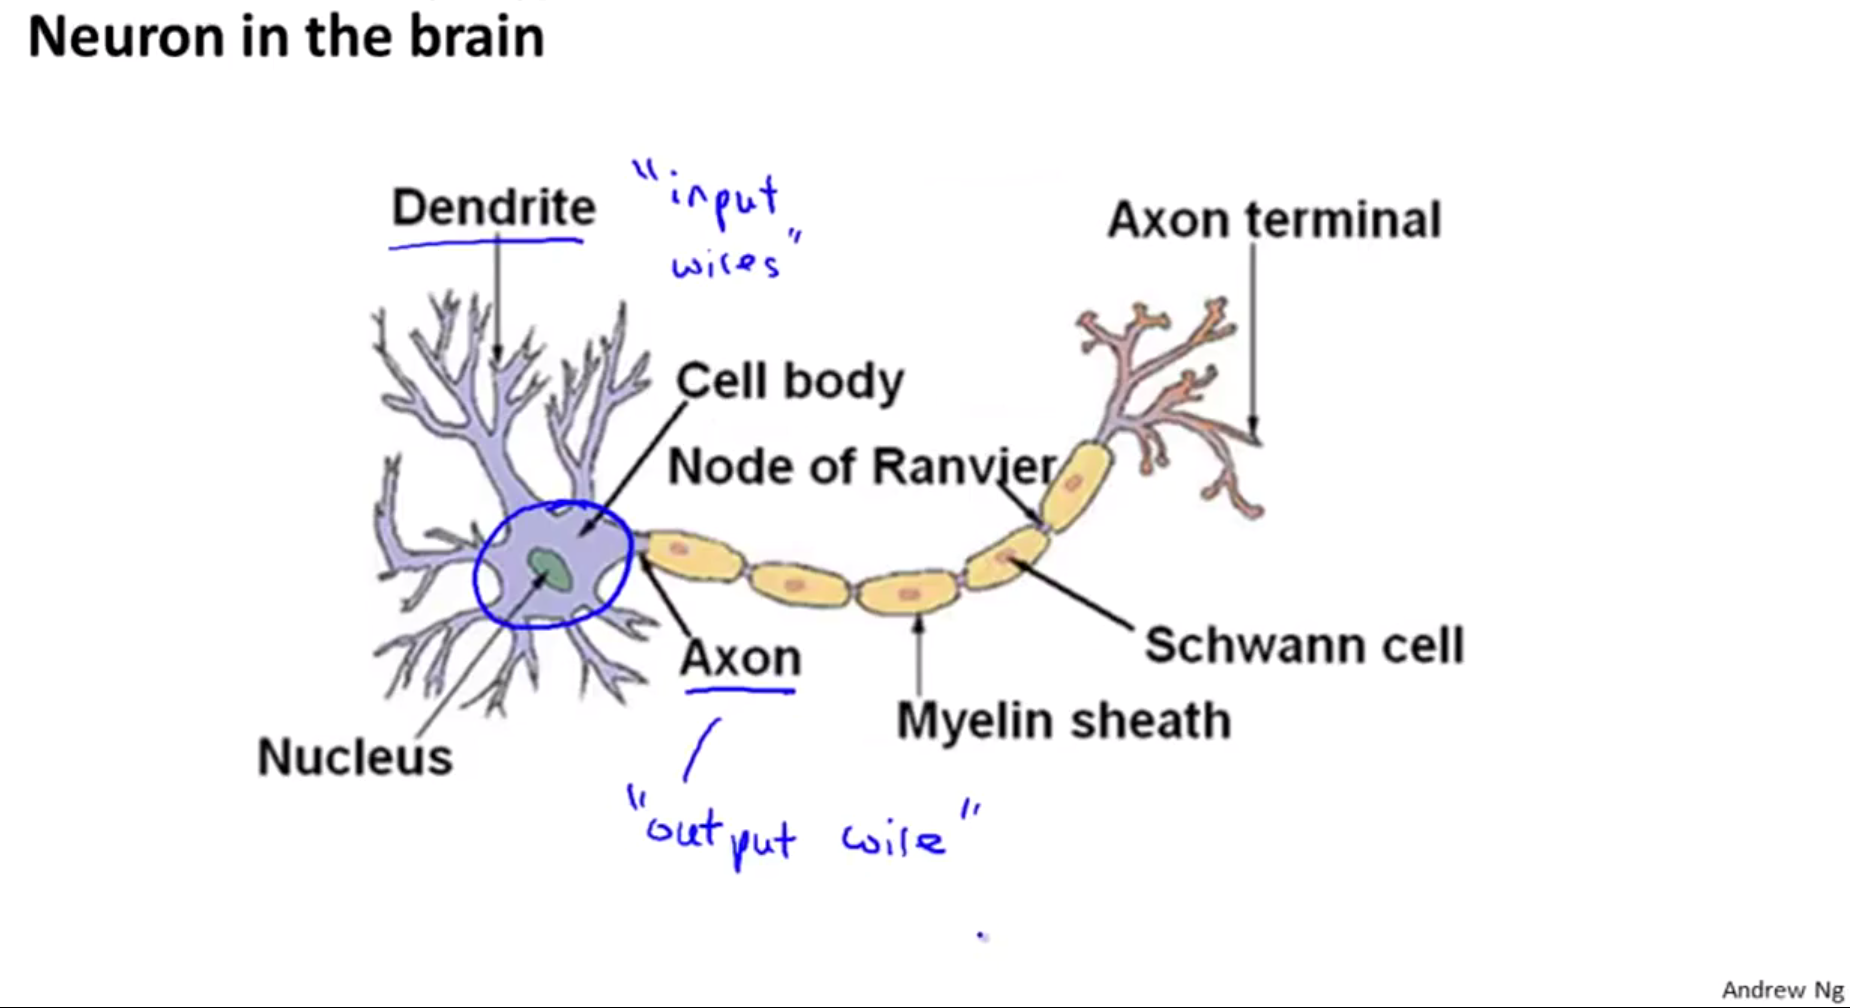 Neuron in the brain
Dendrite
"input
wires"
Axon terminal
Cell body
Node of Ranvier
Axon
Schwann cell
Myelin sheath
Nucleus
"output wire"
Andrew Ng